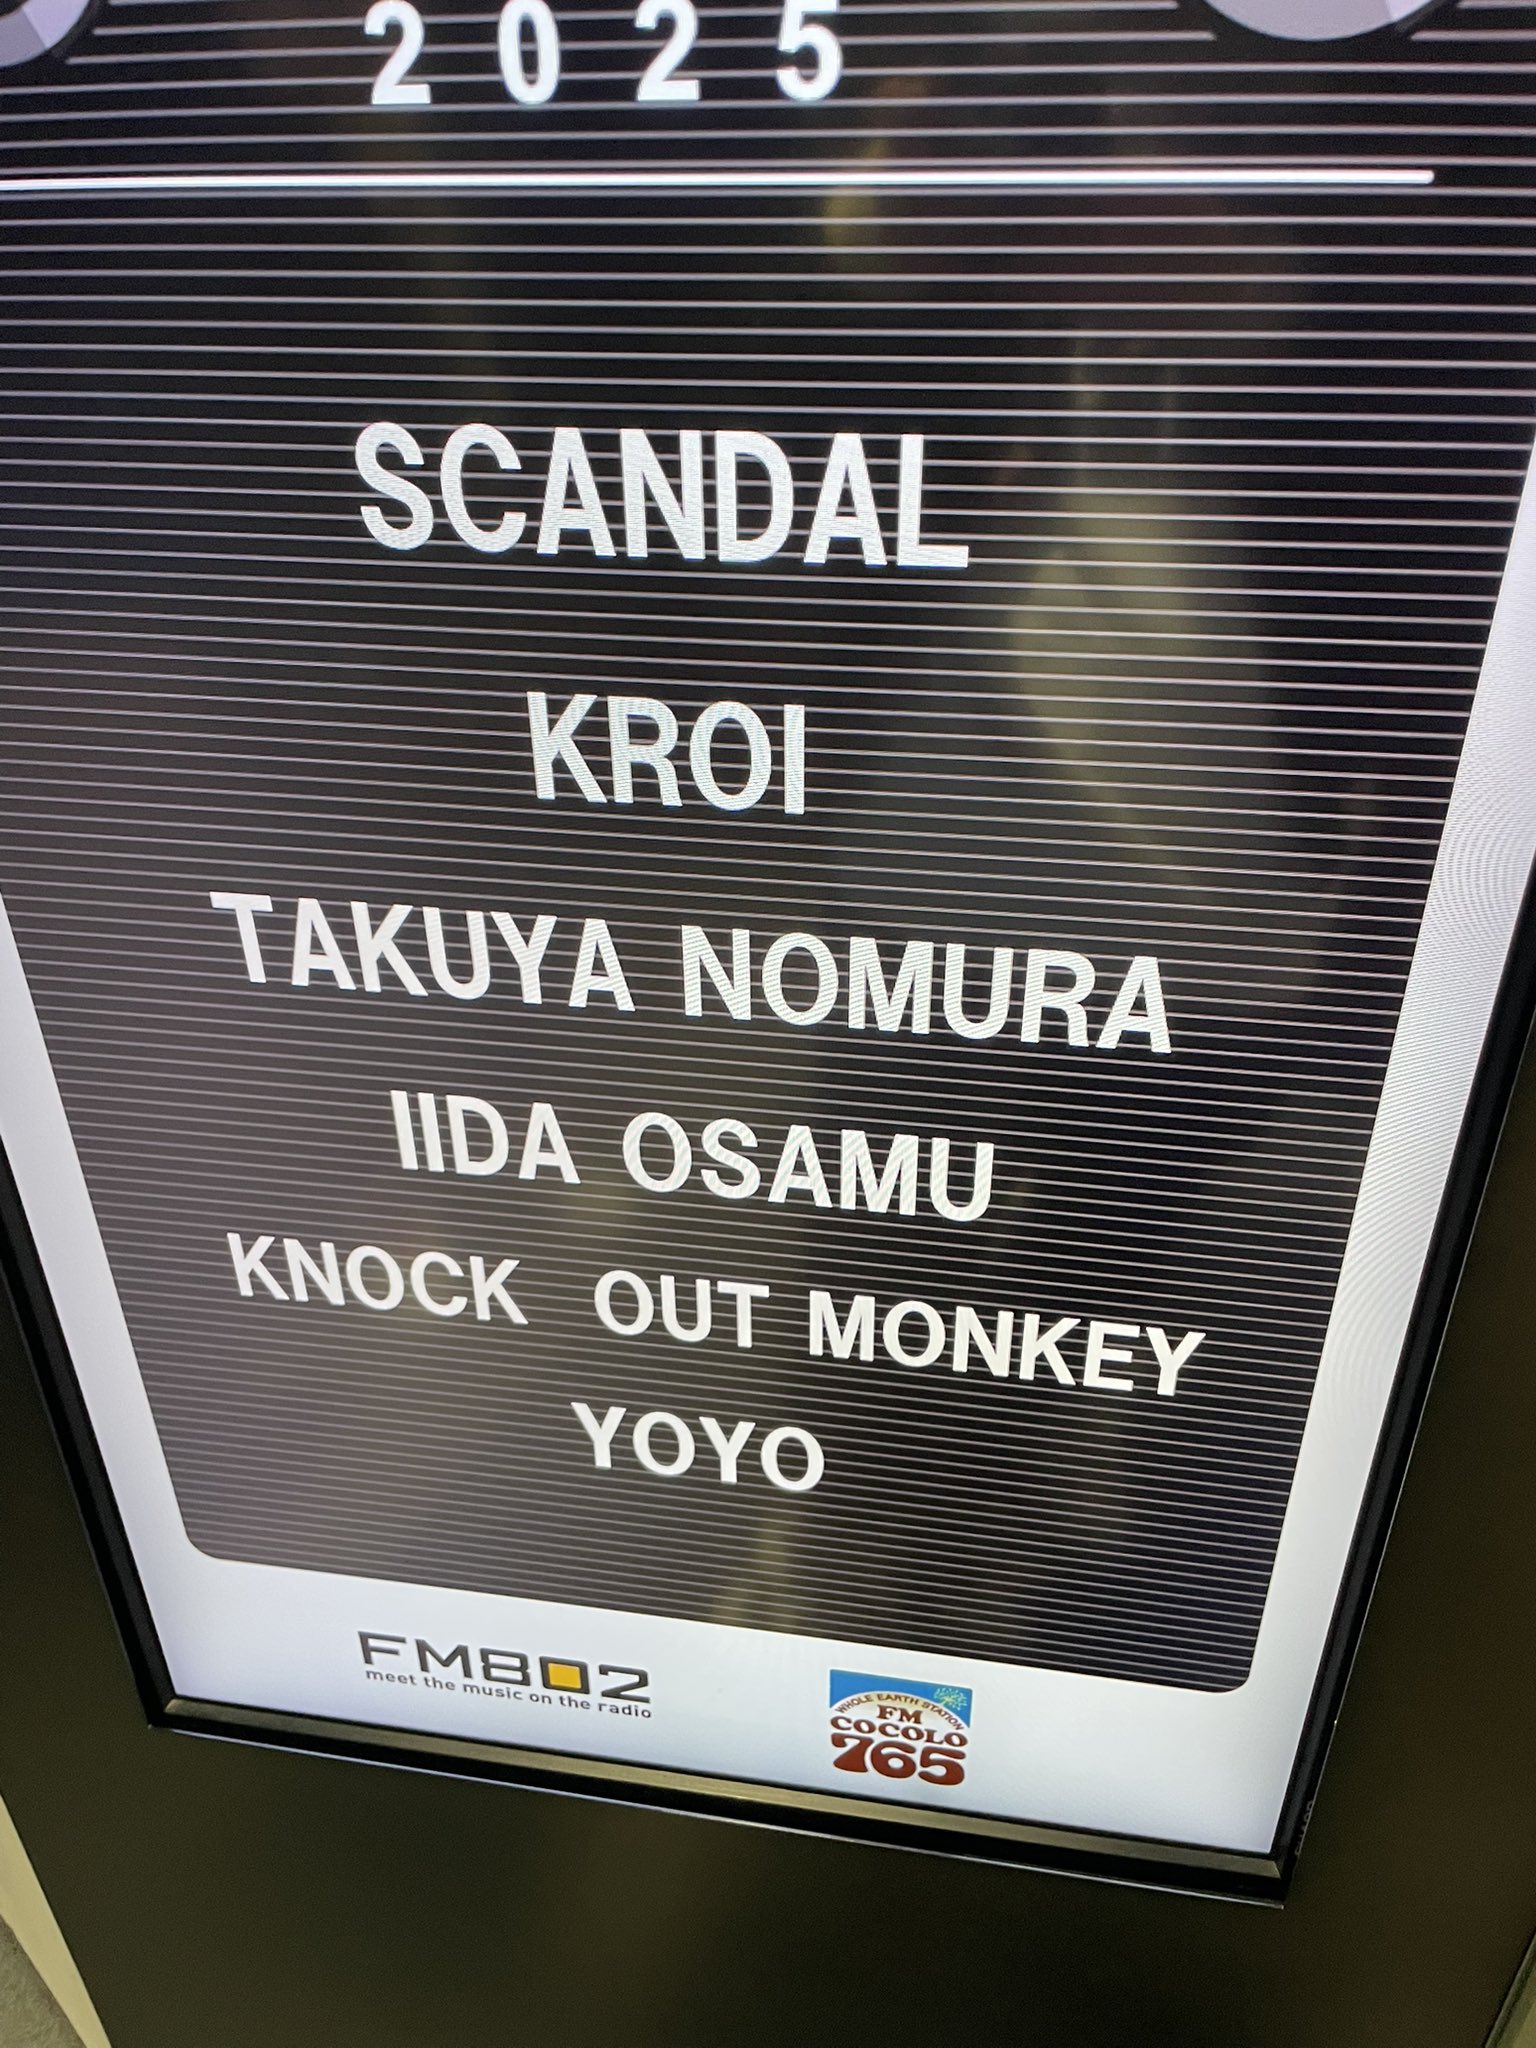 2025
SCANDAL
KROI
TAKUYA NOMURA
IIDA OSAMU
KNOCK OUT MONKEY
YOYO
FM802
meet the music on the radio
WHOLE EARTH STATION
FM
COCOLO
765